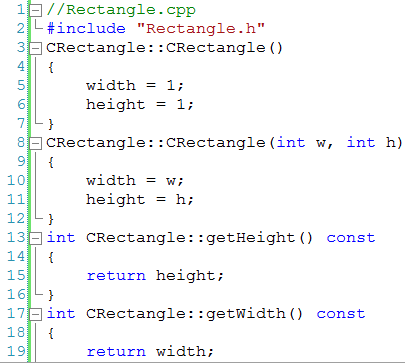 1 //Rectangle.cpp
2 #include "Rectangle.h"
3 CRectangle::CRectangle()
4 {
5     width = 1;
6     height = 1;
7 }
8 CRectangle::CRectangle(int w, int h)
9 {
10     width = w;
11     height = h;
12 }
13 int CRectangle::getHeight() const
14 {
15     return height;
16 }
17 int CRectangle::getWidth() const
18 {
19     return width;